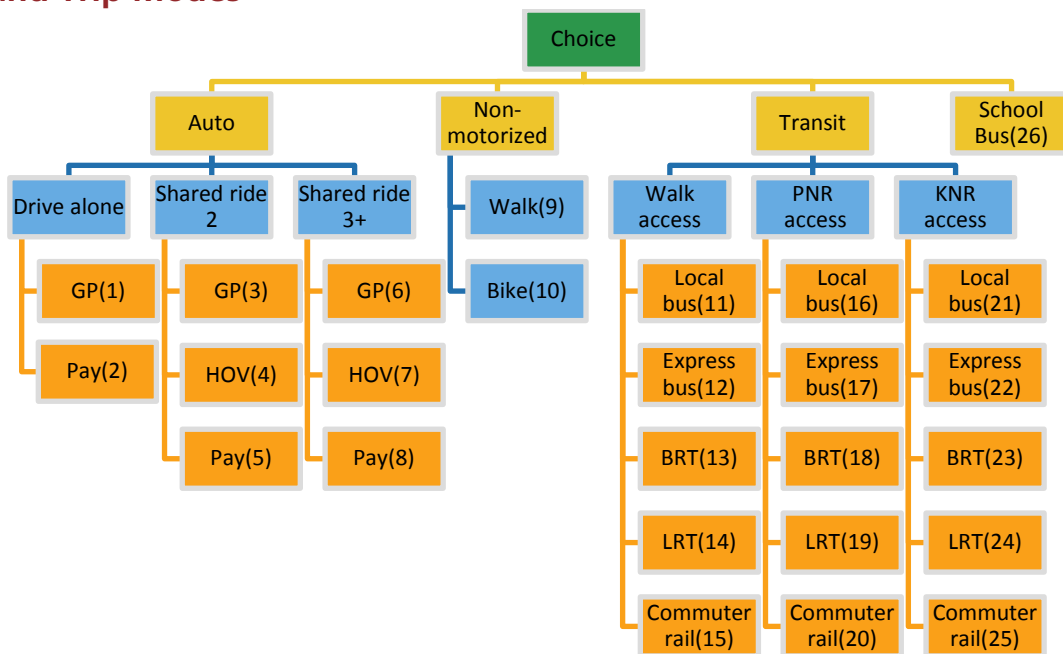 and Trip Modes
Choice
Auto
Non-
motorized
Transit
School
Bus(26)
Drive alone
Shared ride
2
Shared ride
3+
Walk(9)
Bike(10)
Walk
access
PNR
access
KNR
access
GP(1)
Pay(2)
GP(3)
HOV(4)
Pay(5)
GP(6)
HOV(7)
Pay(8)
Local
bus(11)
Express
bus(12)
BRT(13)
LRT(14)
Commuter
rail(15)
Local
bus(16)
Express
bus(17)
BRT(18)
LRT(19)
Commuter
rail(20)
Local
bus(21)
Express
bus(22)
BRT(23)
LRT(24)
Commuter
rail(25)